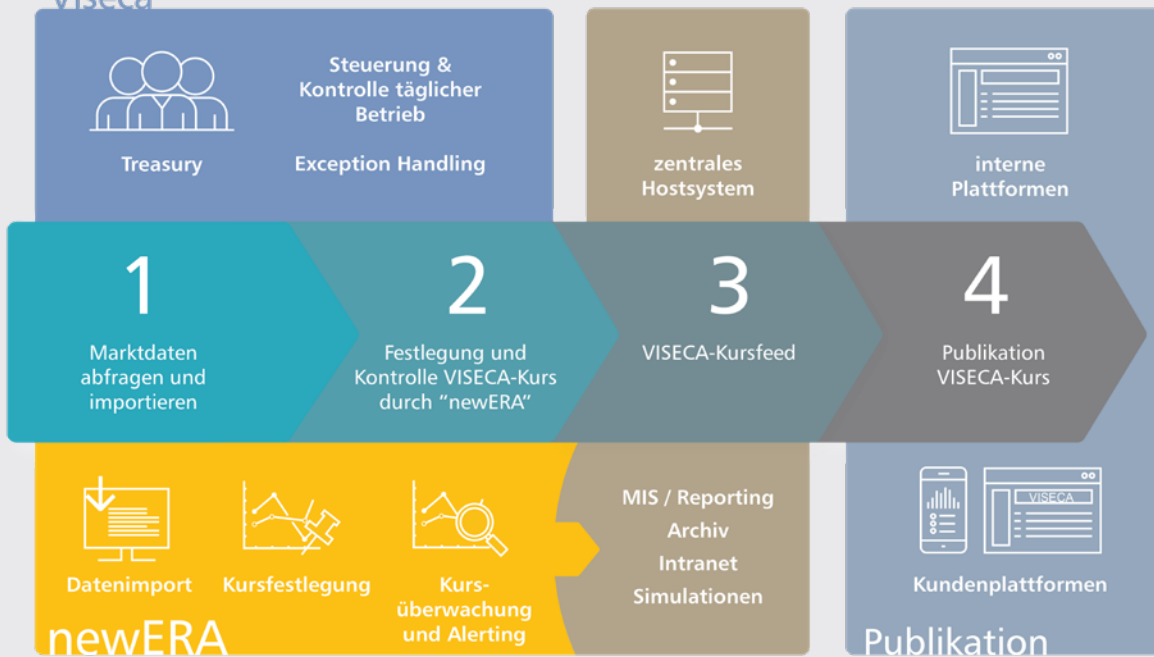 Viseca
Treasury
Steuerung &
Kontrolle täglicher
Betrieb
Exception Handling
zentrales
Hostsystem
interne
Plattformen
1
Marktdaten
abfragen und
importieren
2
Festlegung und
Kontrolle VISECA-Kurs
durch “newERA”
3
VISECA-Kursfeed
4
Publikation
VISECA-Kurs
Datenimport
Kursfestlegung
Kurs-
überwachung
und Alerting
newERA
MIS / Reporting
Archiv
Intranet
Simulationen
VISECA
Kundenplattformen
Publikation